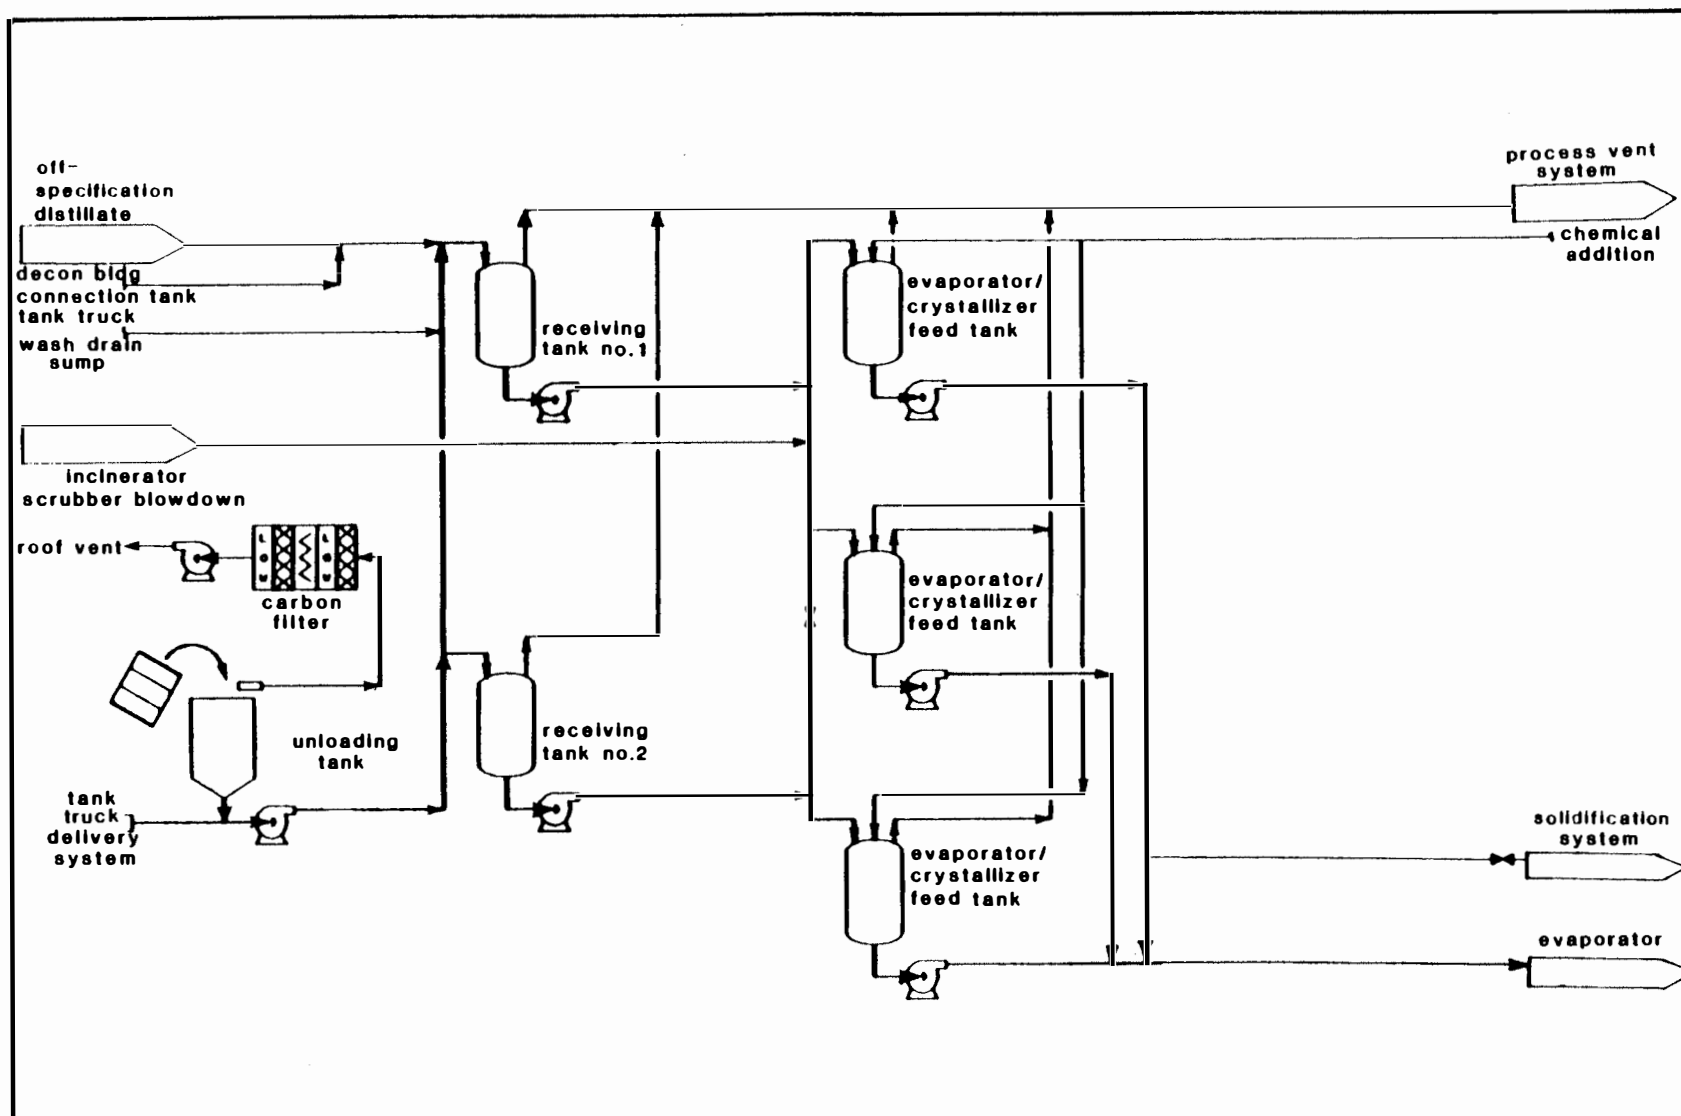 off-
specification
distillate
decon bldg
connection tank
tank truck
wash drain
sump
incinerator
scrubber blowdown
roof vent
carbon
filter
unloading
tank
tank
truck
delivery
system
receiving
tank no.1
receiving
tank no.2
evaporator/
crystallizer
feed tank
evaporator/
crystallizer
feed tank
evaporator/
crystallizer
feed tank
process vent
system
chemical
addition
solidification
system
evaporator